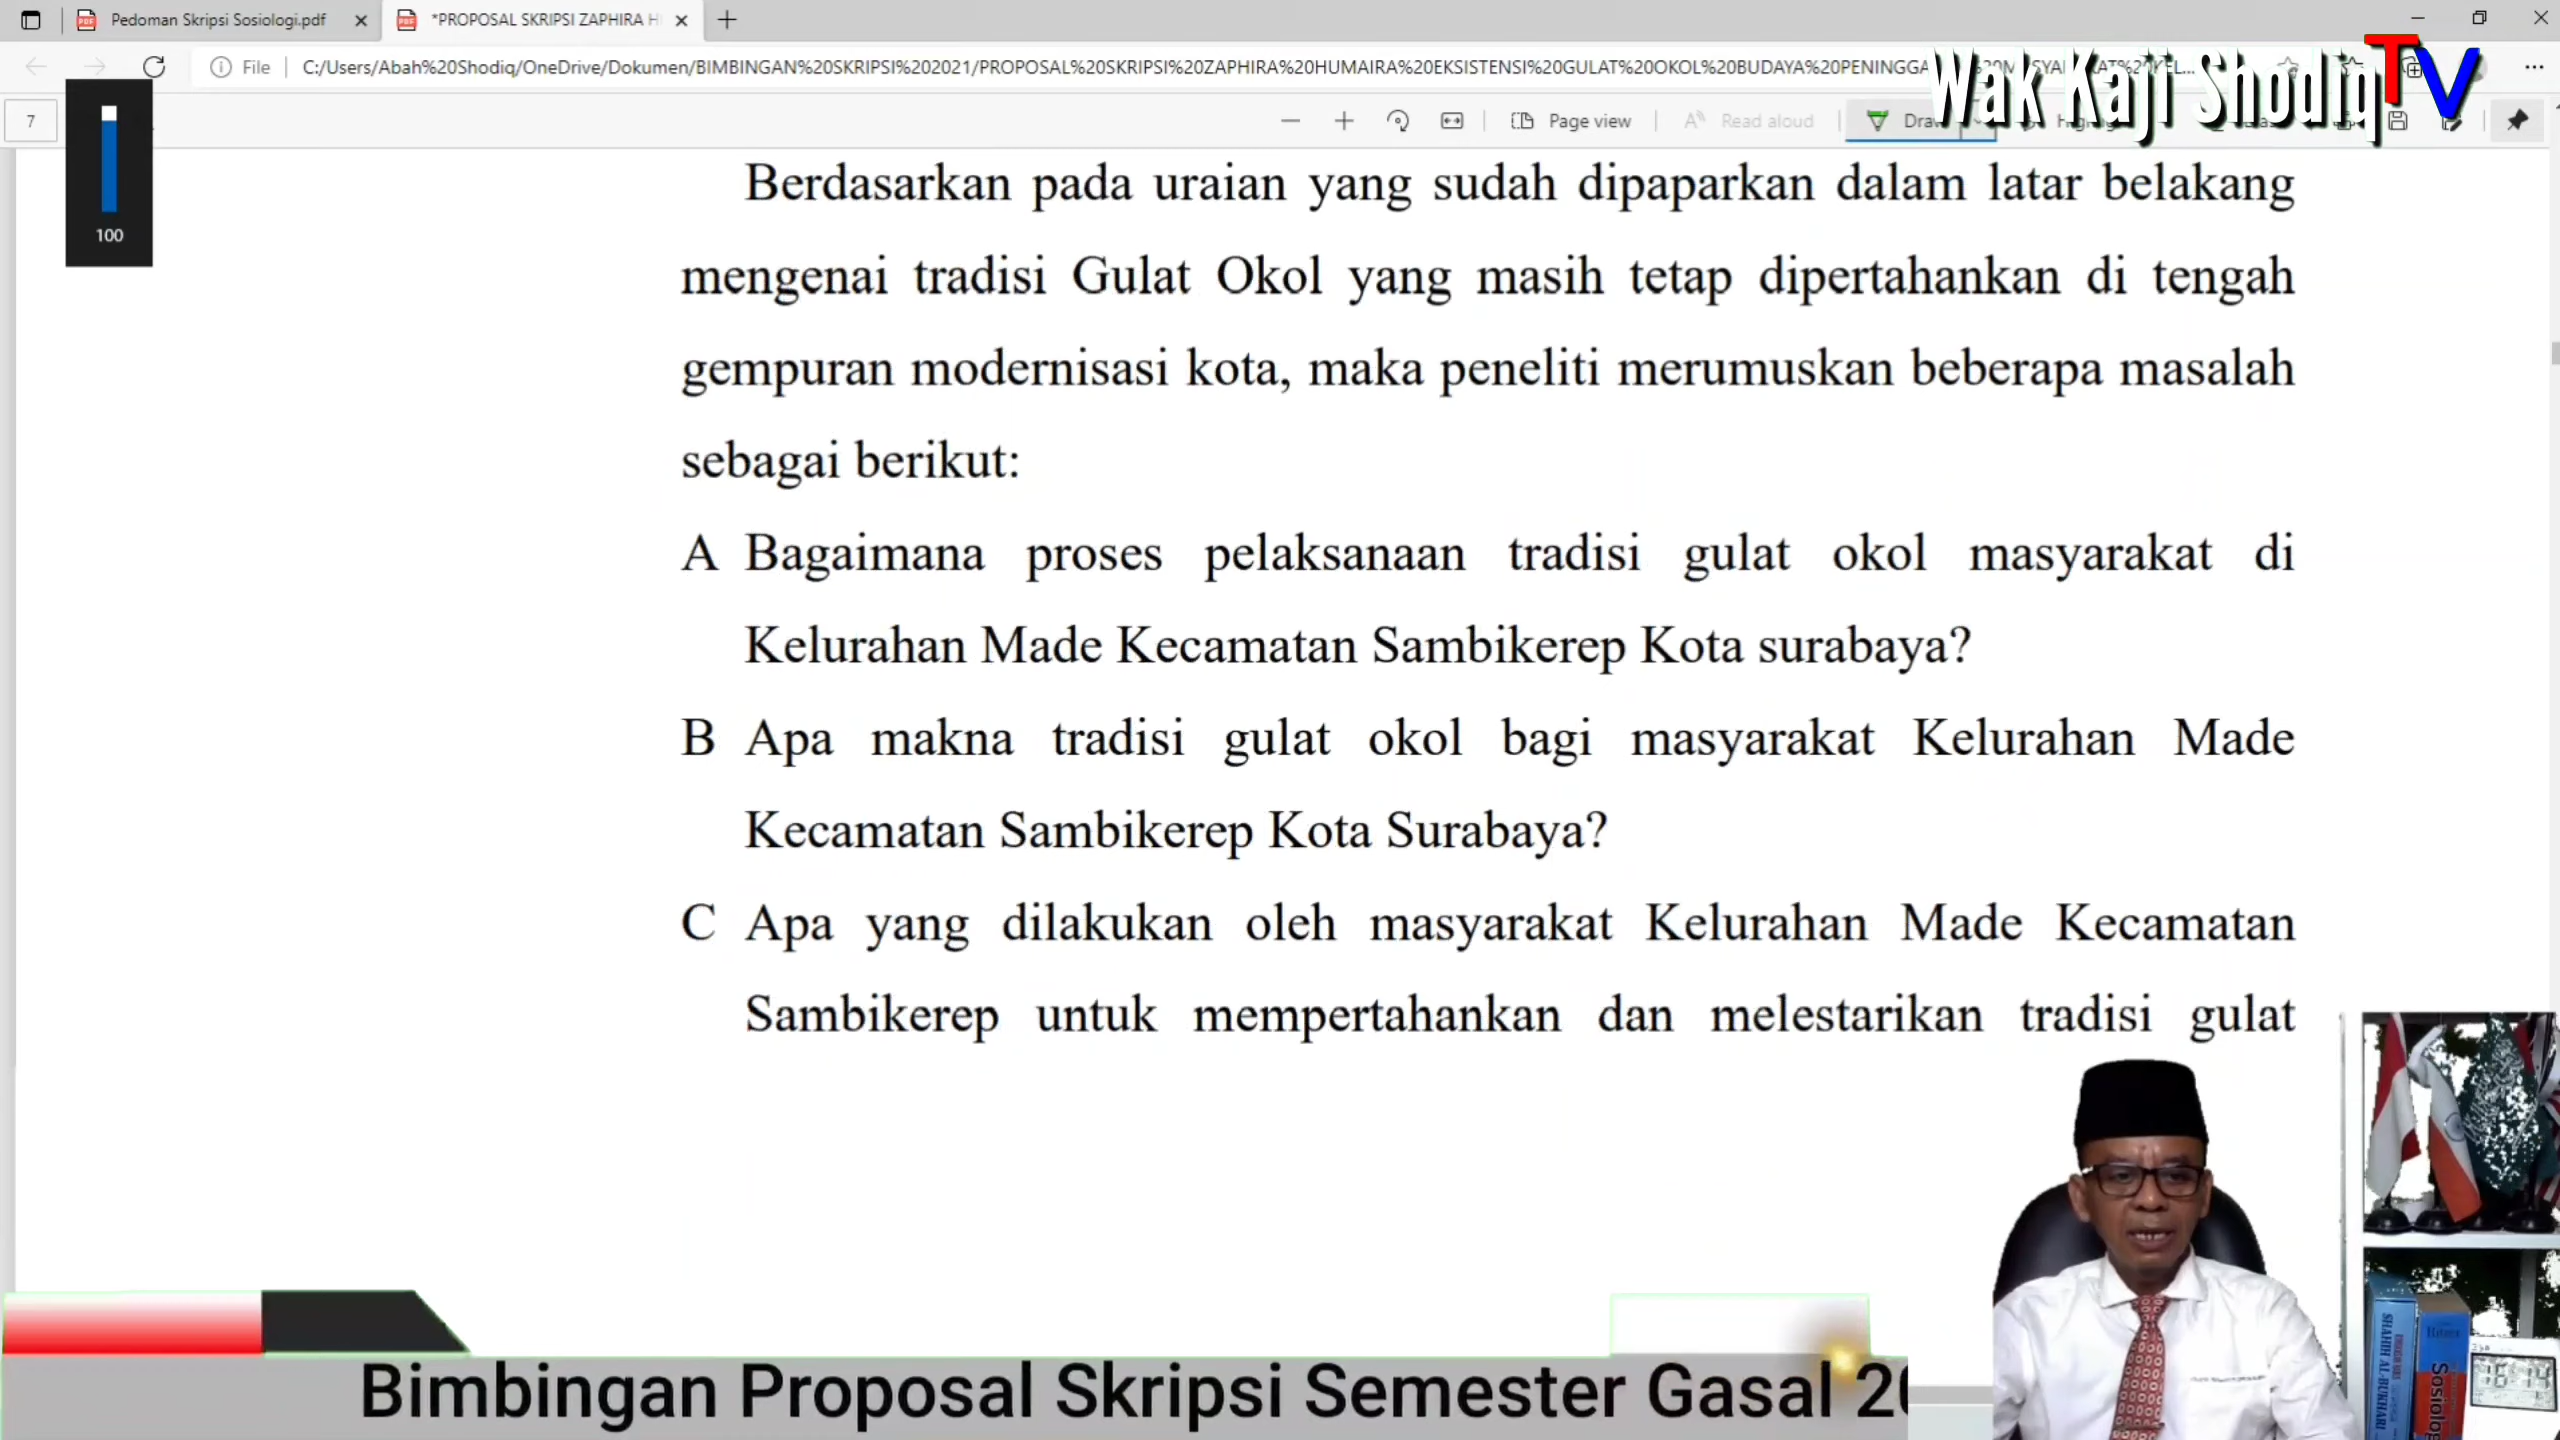 Pedoman Skripsi Sosiologi.pdf
*PROPOSAL SKRIPSI ZAPHIRA H
File
C:/Users/Abah%20Shodiq/OneDrive/Dokumen/BIMBINGAN%20SKRIPSI%202021/PROPOSAL%20SKRIPSI%20ZAPHIRA%20HUMAIRA%20EKSISTENSI%20GULAT%20OKOL%20BUDAYA%20PENINGGA
Wak Kaji Shodiq TV
7
Page view
Read aloud
Draw
100
Berdasarkan pada uraian yang sudah dipaparkan dalam latar belakang
mengenai tradisi Gulat Okol yang masih tetap dipertahankan di tengah
gempuran modernisasi kota, maka peneliti merumuskan beberapa masalah
sebagai berikut:
A Bagaimana proses pelaksanaan tradisi gulat okol masyarakat di
Kelurahan Made Kecamatan Sambikerep Kota surabaya?
B Apa makna tradisi gulat okol bagi masyarakat Kelurahan Made
Kecamatan Sambikerep Kota Surabaya?
C Apa yang dilakukan oleh masyarakat Kelurahan Made Kecamatan
Sambikerep untuk mempertahankan dan melestarikan tradisi gulat
SHAHIH AL-BUKHARI
Bimbingan Proposal Skripsi Semester Gasal 20